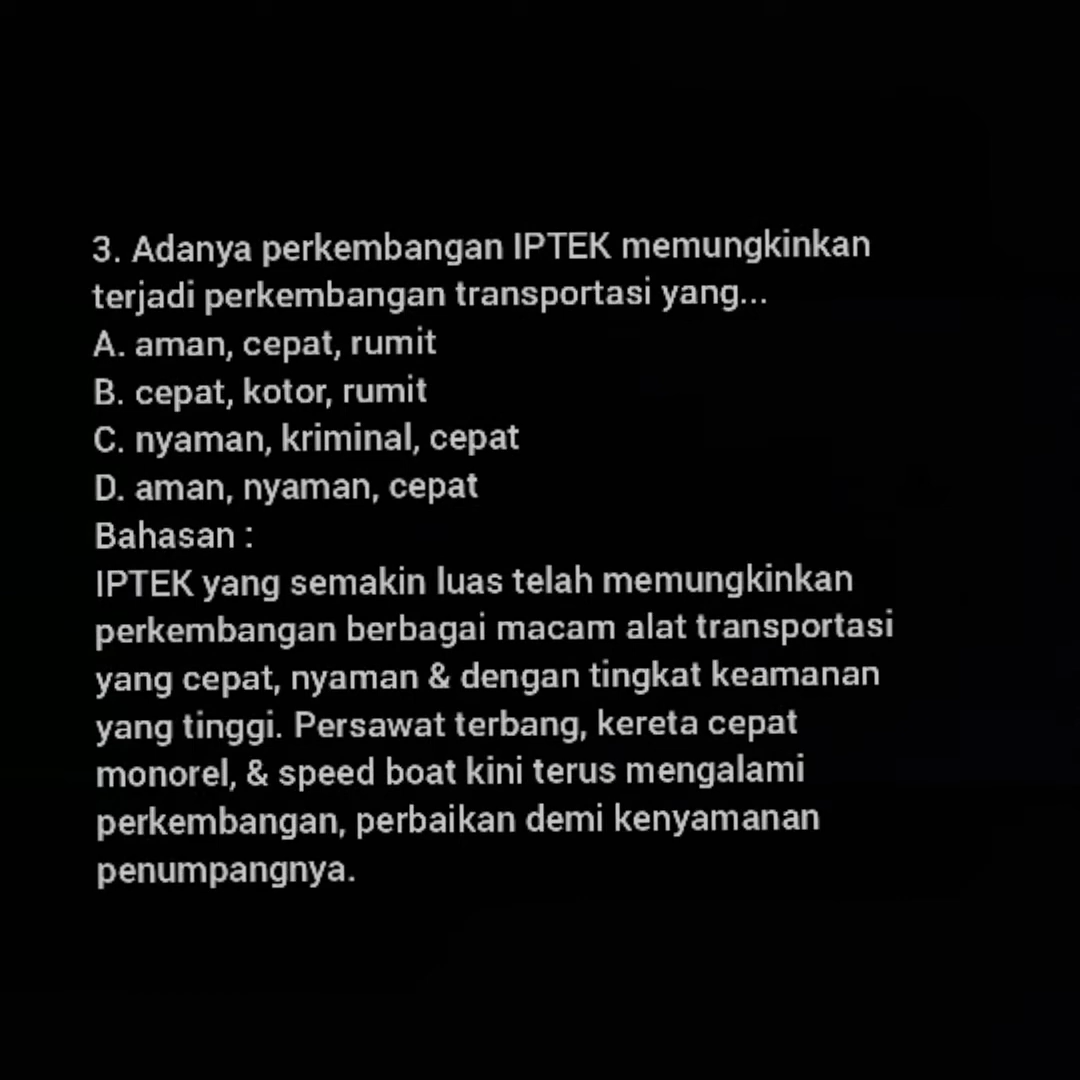 3. Adanya perkembangan IPTEK memungkinkan
terjadi perkembangan transportasi yang...
A. aman, cepat, rumit
B. cepat, kotor, rumit
C. nyaman, kriminal, cepat
D. aman, nyaman, cepat
Bahasan :
IPTEK yang semakin luas telah memungkinkan
perkembangan berbagai macam alat transportasi
yang cepat, nyaman & dengan tingkat keamanan
yang tinggi. Persawat terbang, kereta cepat
monorel, & speed boat kini terus mengalami
perkembangan, perbaikan demi kenyamanan
penumpangnya.